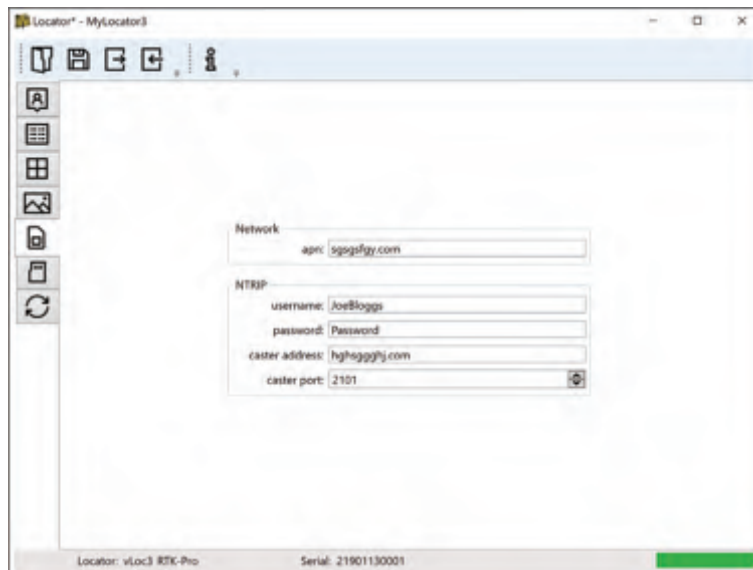 Locator* - MyLocator3
Network
apn: sgsgsfgy.com
NTRIP
username: JoeBloggs
password: Password
caster address: hghsggghj.com
caster port: 2101
Locator: vLoc3 RTK-Pro Serial: 21901130001